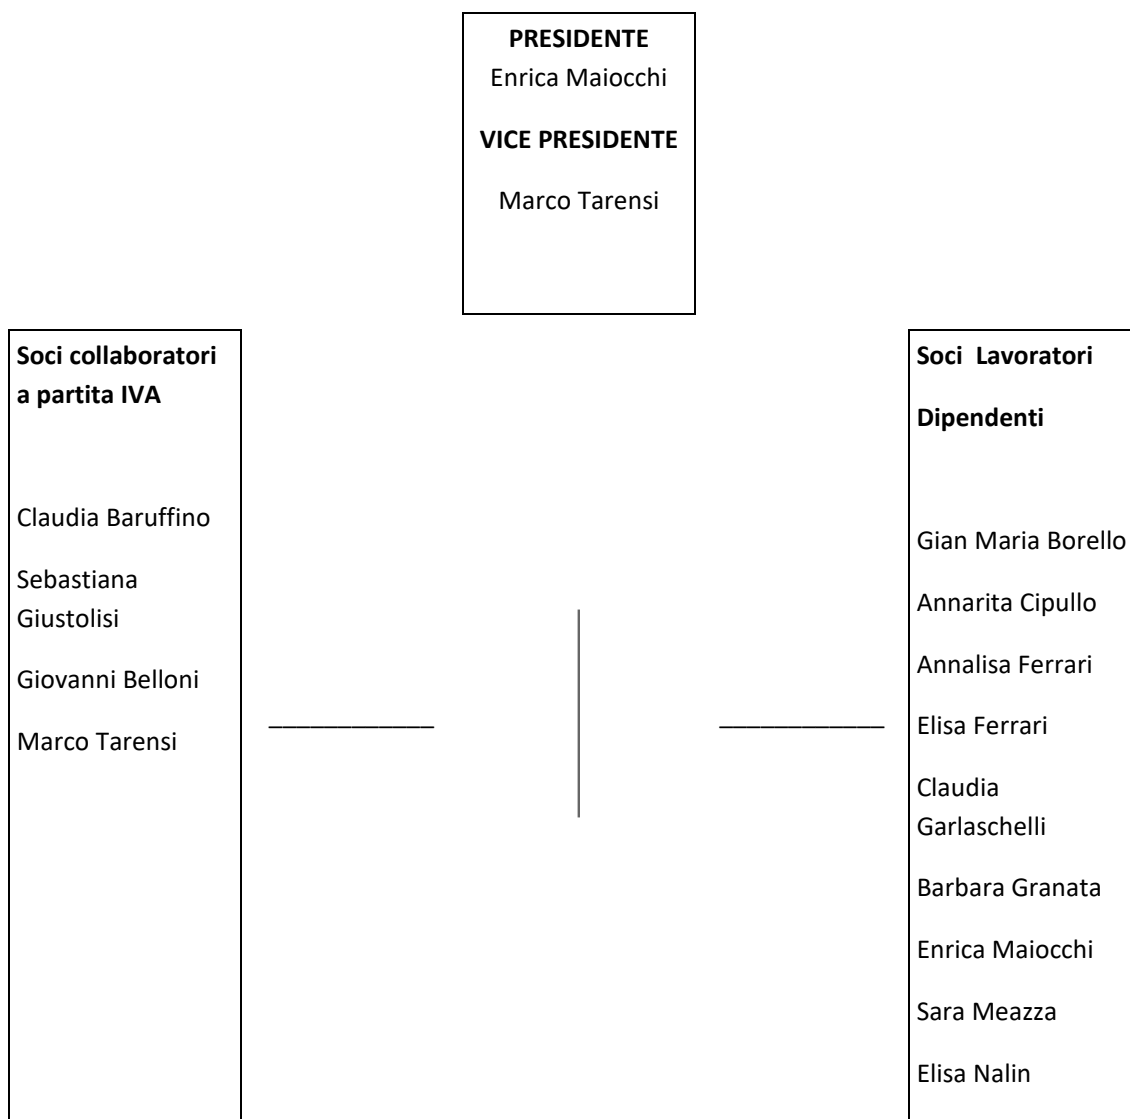 PRESIDENTE
Enrica Maiocchi
VICE PRESIDENTE
Marco Tarensi
Soci collaboratori
a partita IVA
Claudia Baruffino
Sebastiana
Giustolisi
Giovanni Belloni
Marco Tarensi
Soci Lavoratori
Dipendenti
Gian Maria Borello
Annarita Cipullo
Annalisa Ferrari
Elisa Ferrari
Claudia
Garlaschelli
Barbara Granata
Enrica Maiocchi
Sara Meazza
Elisa Nalin